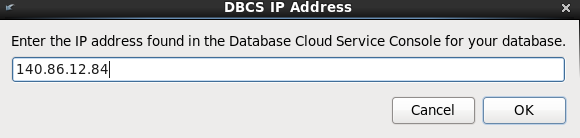 DBCS IP Address
Enter the IP address found in the Database Cloud Service Console for your database.
140.86.12.84
Cancel OK